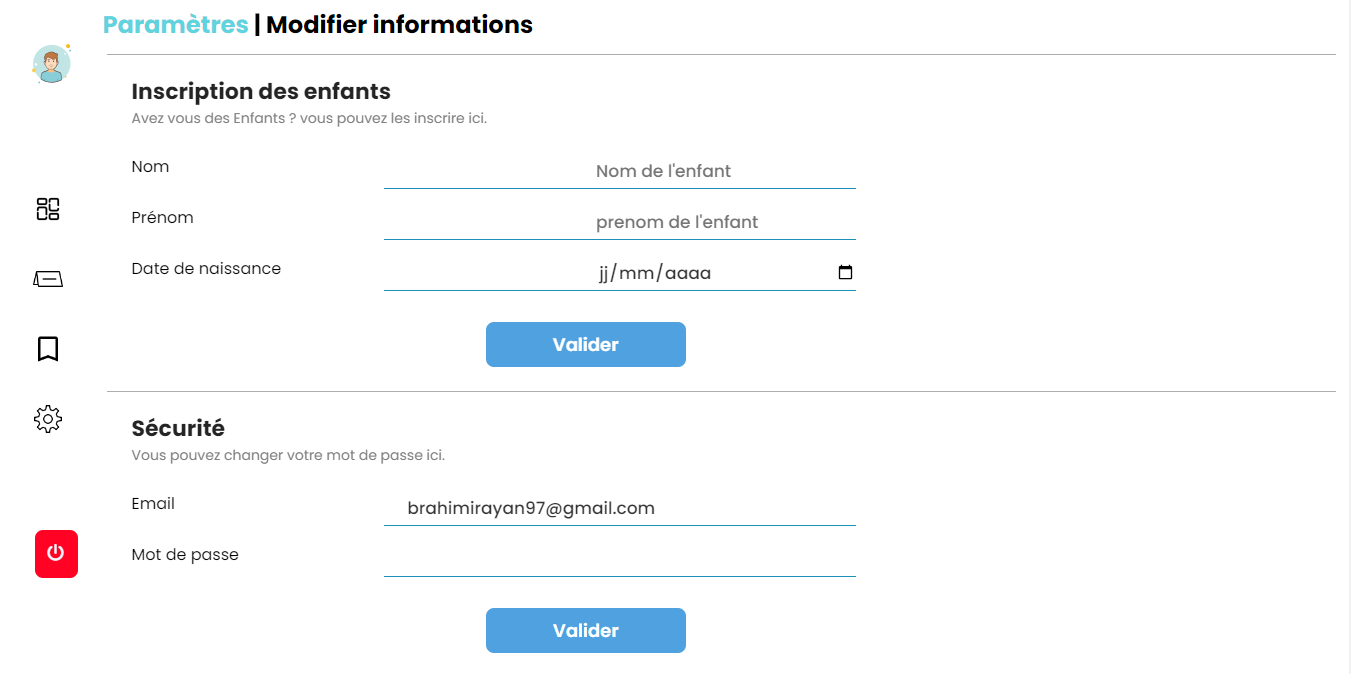 Paramètres | Modifier informations
Inscription des enfants
Avez vous des Enfants ? vous pouvez les inscrire ici.
Nom
Nom de l'enfant
Prénom
prenom de l'enfant
Date de naissance
jj/mm/aaaa
Valider
Sécurité
Vous pouvez changer votre mot de passe ici.
Email
brahimirayan97@gmail.com
Mot de passe
Valider